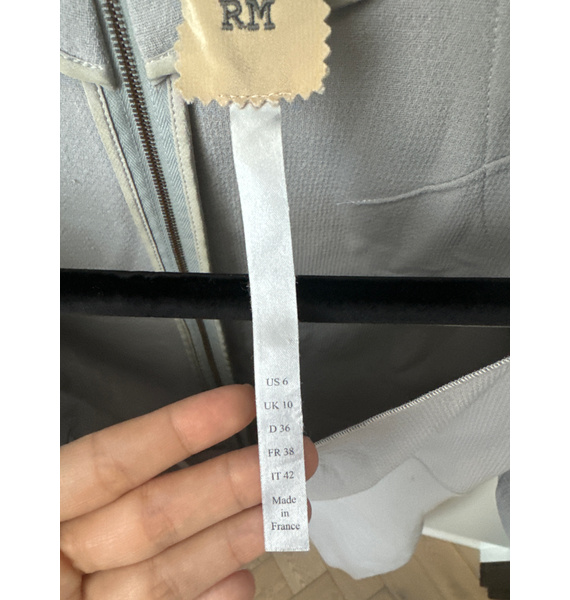 RM
US 6
UK 10
D 36
FR 38
IT 42
Made
in
France